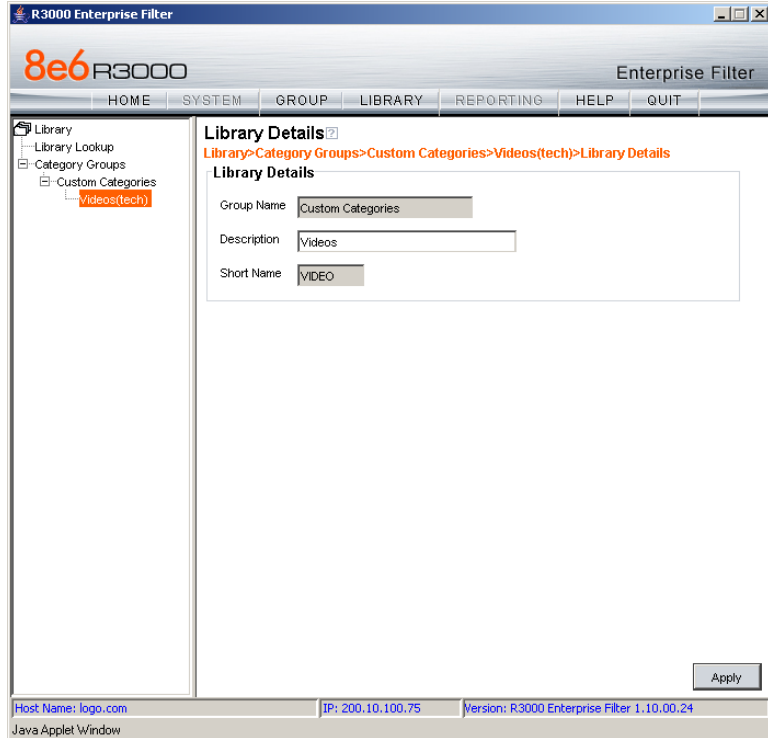 R3000 Enterprise Filter
8e6 R3000
Enterprise Filter
HOME SYSTEM GROUP LIBRARY REPORTING HELP QUIT
Library
Library Lookup
Category Groups
Custom Categories
Videos(tech)
Library Details?
Library>Category Groups>Custom Categories>Videos(tech)>Library Details
Library Details
Group Name Custom Categories
Description Videos
Short Name VIDEO
Apply
Host Name: logo.com IP: 200.10.100.75 Version: R3000 Enterprise Filter 1.10.00.24
Java Applet Window